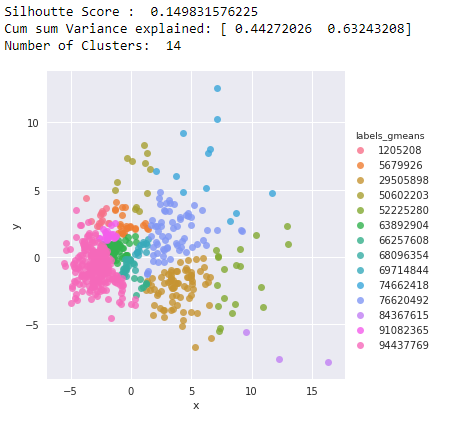 Silhoutte Score :  0.149831576225
Cum sum Variance explained: [ 0.44272026  0.63243208]
Number of Clusters:  14
10
5
0
−5
y
−5 0 5 10 15
x
labels_gmeans
1205208
5679926
29505898
50602203
52225280
63892904
66257608
68096354
69714844
74662418
76620492
84367615
91082365
94437769